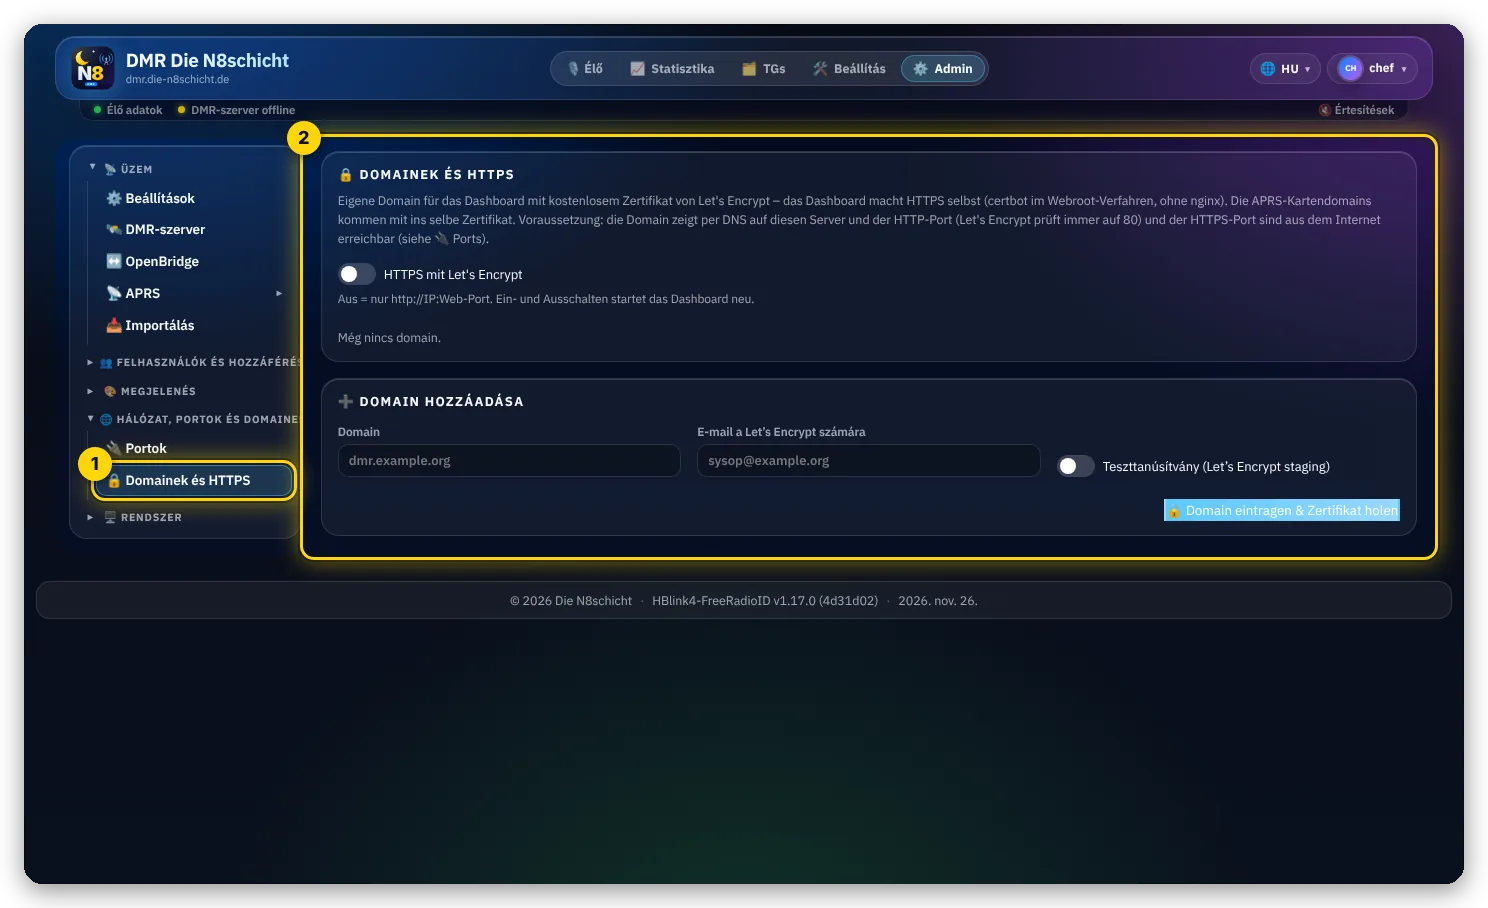 N8
DMR Die N8schicht
dmr.die-n8schicht.de
Élő
Statisztika
TGs
Beállítás
Admin
HU
CH
chef
Élő adatok
DMR-szerver offline
Értesítések
2
ÜZEM
Beállítások
DMR-szerver
OpenBridge
APRS
Importálás
FELHASZNÁLÓK ÉS HOZZÁFÉRÉS
MEGJELENÉS
HÁLÓZAT, PORTOK ÉS DOMAINE
Portok
1
Domainek és HTTPS
RENDSZER
DOMAINEK ÉS HTTPS
Eigene Domain für das Dashboard mit kostenlosem Zertifikat von Let's Encrypt – das Dashboard macht HTTPS selbst (certbot im Webroot-Verfahren, ohne nginx). Die APRS-Kartendomains
kommen mit ins selbe Zertifikat. Voraussetzung: die Domain zeigt per DNS auf diesen Server und der HTTP-Port (Let's Encrypt prüft immer auf 80) und der HTTPS-Port sind aus dem Internet
erreichbar (siehe 🔌 Ports).
HTTPS mit Let's Encrypt
Aus = nur http://IP:Web-Port. Ein- und Ausschalten startet das Dashboard neu.
Még nincs domain.
DOMAIN HOZZÁADÁSA
Domain
E-mail a Let’s Encrypt számára
dmr.example.org
sysop@example.org
Teszttanúsítvány (Let’s Encrypt staging)
Domain eintragen & Zertifikat holen
© 2026 Die N8schicht · HBlink4-FreeRadioID v1.17.0 (4d31d02) · 2026. nov. 26.